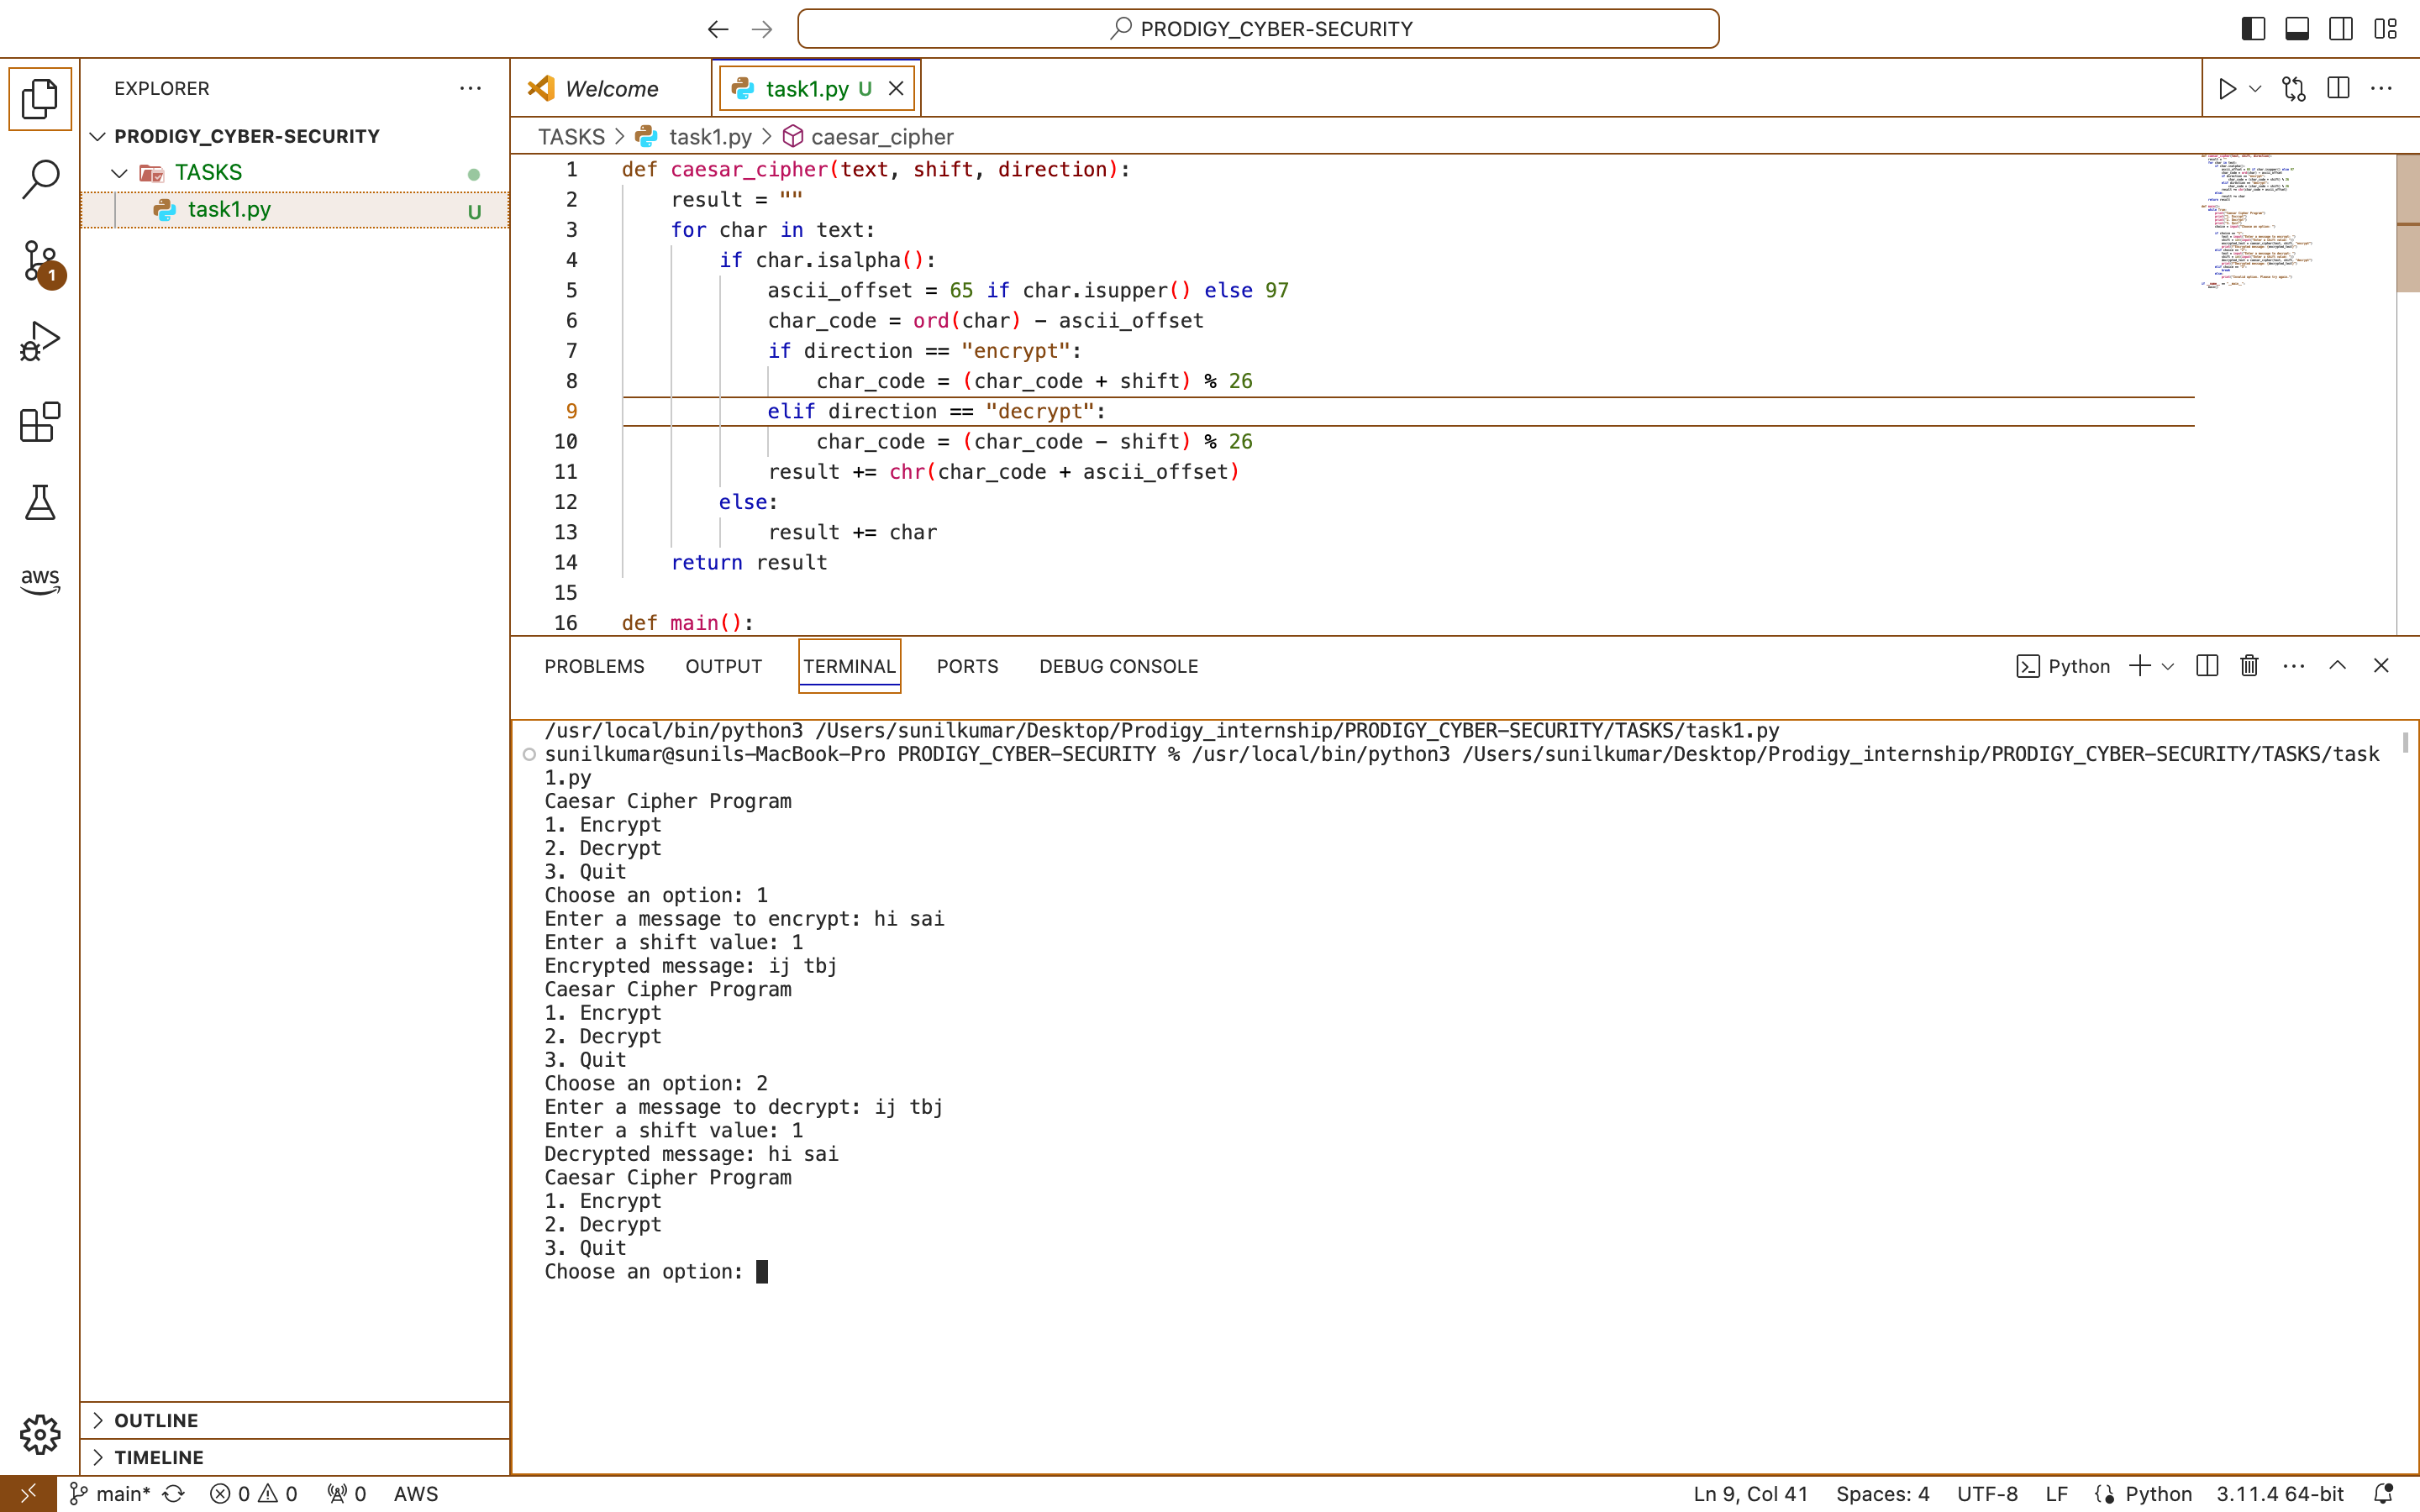 PRODIGY_CYBER-SECURITY
EXPLORER
PRODIGY_CYBER-SECURITY
TASKS
task1.py U
1
aws
OUTLINE
TIMELINE
Welcome
task1.py U
TASKS > task1.py > caesar_cipher
1 def caesar_cipher(text, shift, direction):
2 result = ""
3 for char in text:
4 if char.isalpha():
5 ascii_offset = 65 if char.isupper() else 97
6 char_code = ord(char) - ascii_offset
7 if direction == "encrypt":
8 char_code = (char_code + shift) % 26
9 elif direction == "decrypt":
10 char_code = (char_code - shift) % 26
11 result += chr(char_code + ascii_offset)
12 else:
13 result += char
14 return result
15
16 def main():
PROBLEMS OUTPUT TERMINAL PORTS DEBUG CONSOLE
Python
/usr/local/bin/python3 /Users/sunilkumar/Desktop/Prodigy_internship/PRODIGY_CYBER-SECURITY/TASKS/task1.py
sunilkumar@sunils-MacBook-Pro PRODIGY_CYBER-SECURITY % /usr/local/bin/python3 /Users/sunilkumar/Desktop/Prodigy_internship/PRODIGY_CYBER-SECURITY/TASKS/task
1.py
Caesar Cipher Program
1. Encrypt
2. Decrypt
3. Quit
Choose an option: 1
Enter a message to encrypt: hi sai
Enter a shift value: 1
Encrypted message: ij tbj
Caesar Cipher Program
1. Encrypt
2. Decrypt
3. Quit
Choose an option: 2
Enter a message to decrypt: ij tbj
Enter a shift value: 1
Decrypted message: hi sai
Caesar Cipher Program
1. Encrypt
2. Decrypt
3. Quit
Choose an option:
main* 0 0 0 AWS
Ln 9, Col 41 Spaces: 4 UTF-8 LF Python 3.11.4 64-bit